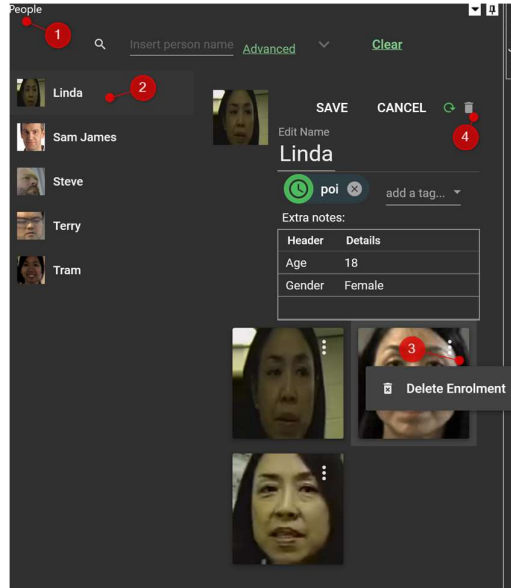 People
1
Insert person name Advanced Clear
Linda
2
Sam James
Steve
Terry
Tram
SAVE CANCEL
4
Edit Name
Linda
poi add a tag...
Extra notes:
Header Details
Age 18
Gender Female
3
Delete Enrolment